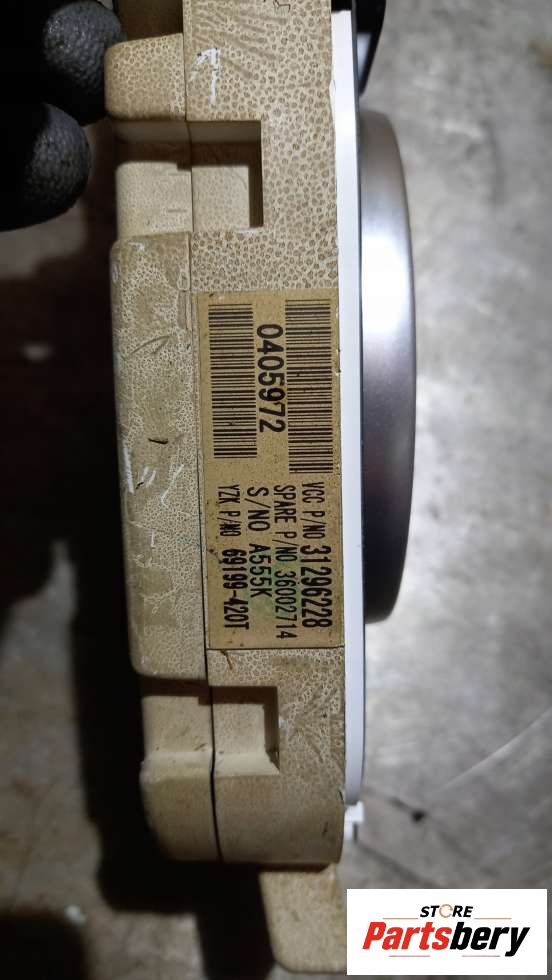 0405972
VCC P/NO 31296228
SPARE P/NO 36002714
S/NO A555K
YZK P/NO 69199-420T
STORE
Partsbery